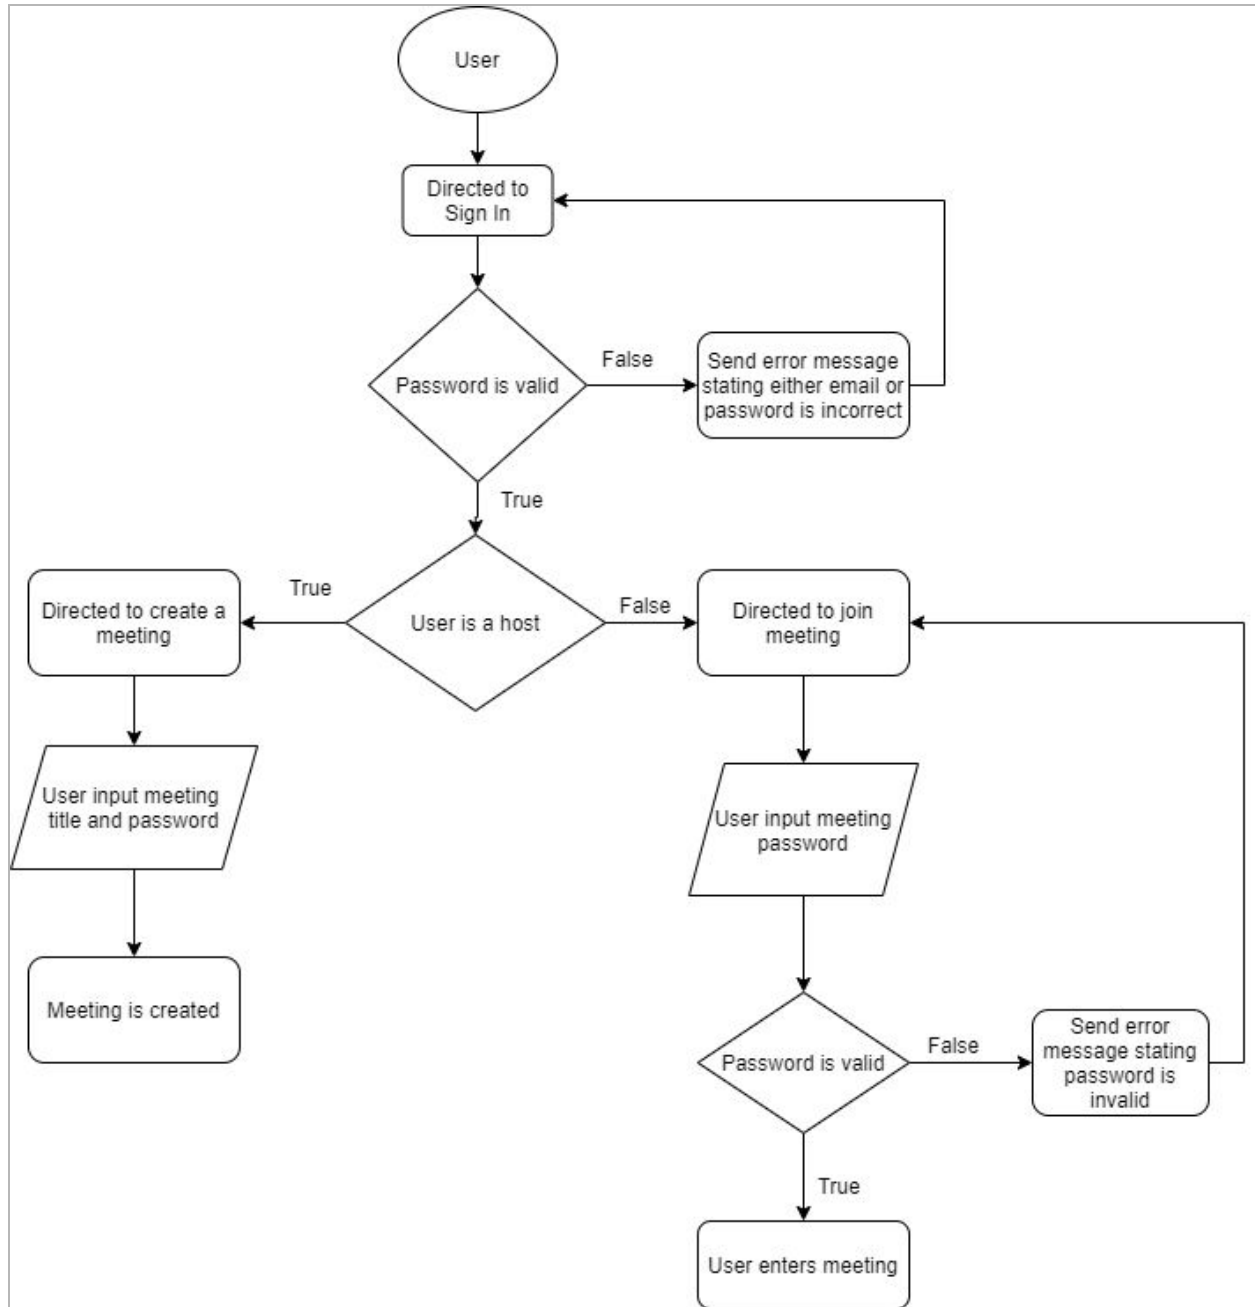 User
Directed to
Sign In
Password is valid
False
Send error message
stating either email or
password is incorrect
True
User is a host
True
Directed to create a
meeting
False
Directed to join
meeting
User input meeting
title and password
User input meeting
password
Meeting is created
Password is valid
False
Send error
message stating
password is
invalid
True
User enters meeting